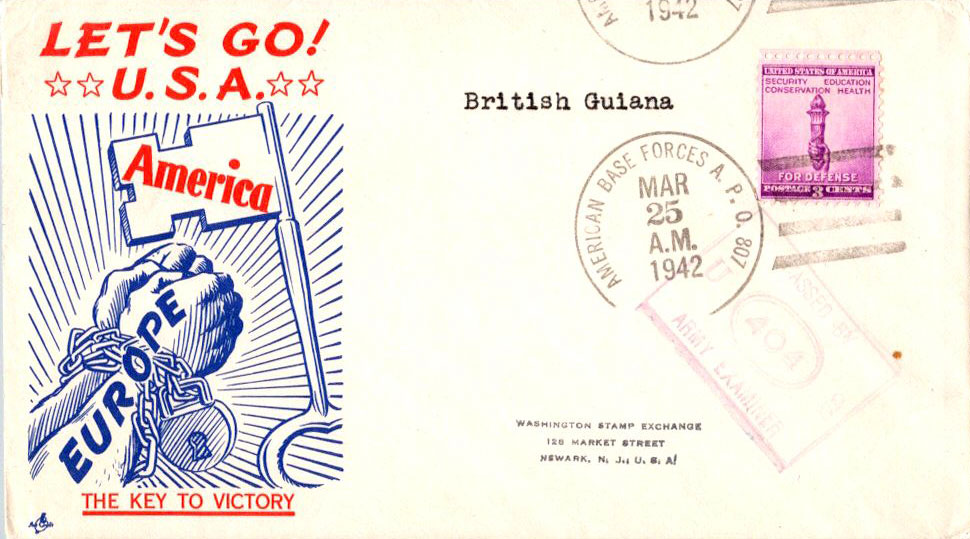 LET'S GO!
☆☆U.S.A.☆☆
America
EUROPE
THE KEY TO VICTORY
1942
British Guiana
UNITED STATES OF AMERICA
SECURITY EDUCATION
CONSERVATION HEALTH
FOR DEFENSE
POSTAGE 3 CENTS
AMERICAN BASE FORCES A. P. O. 807
MAR
25
A.M.
1942
PASSED BY
U
404
ARMY EXAMINER
WASHINGTON STAMP EXCHANGE
128 MARKET STREET
NEWARK, N. J., U. S. A.